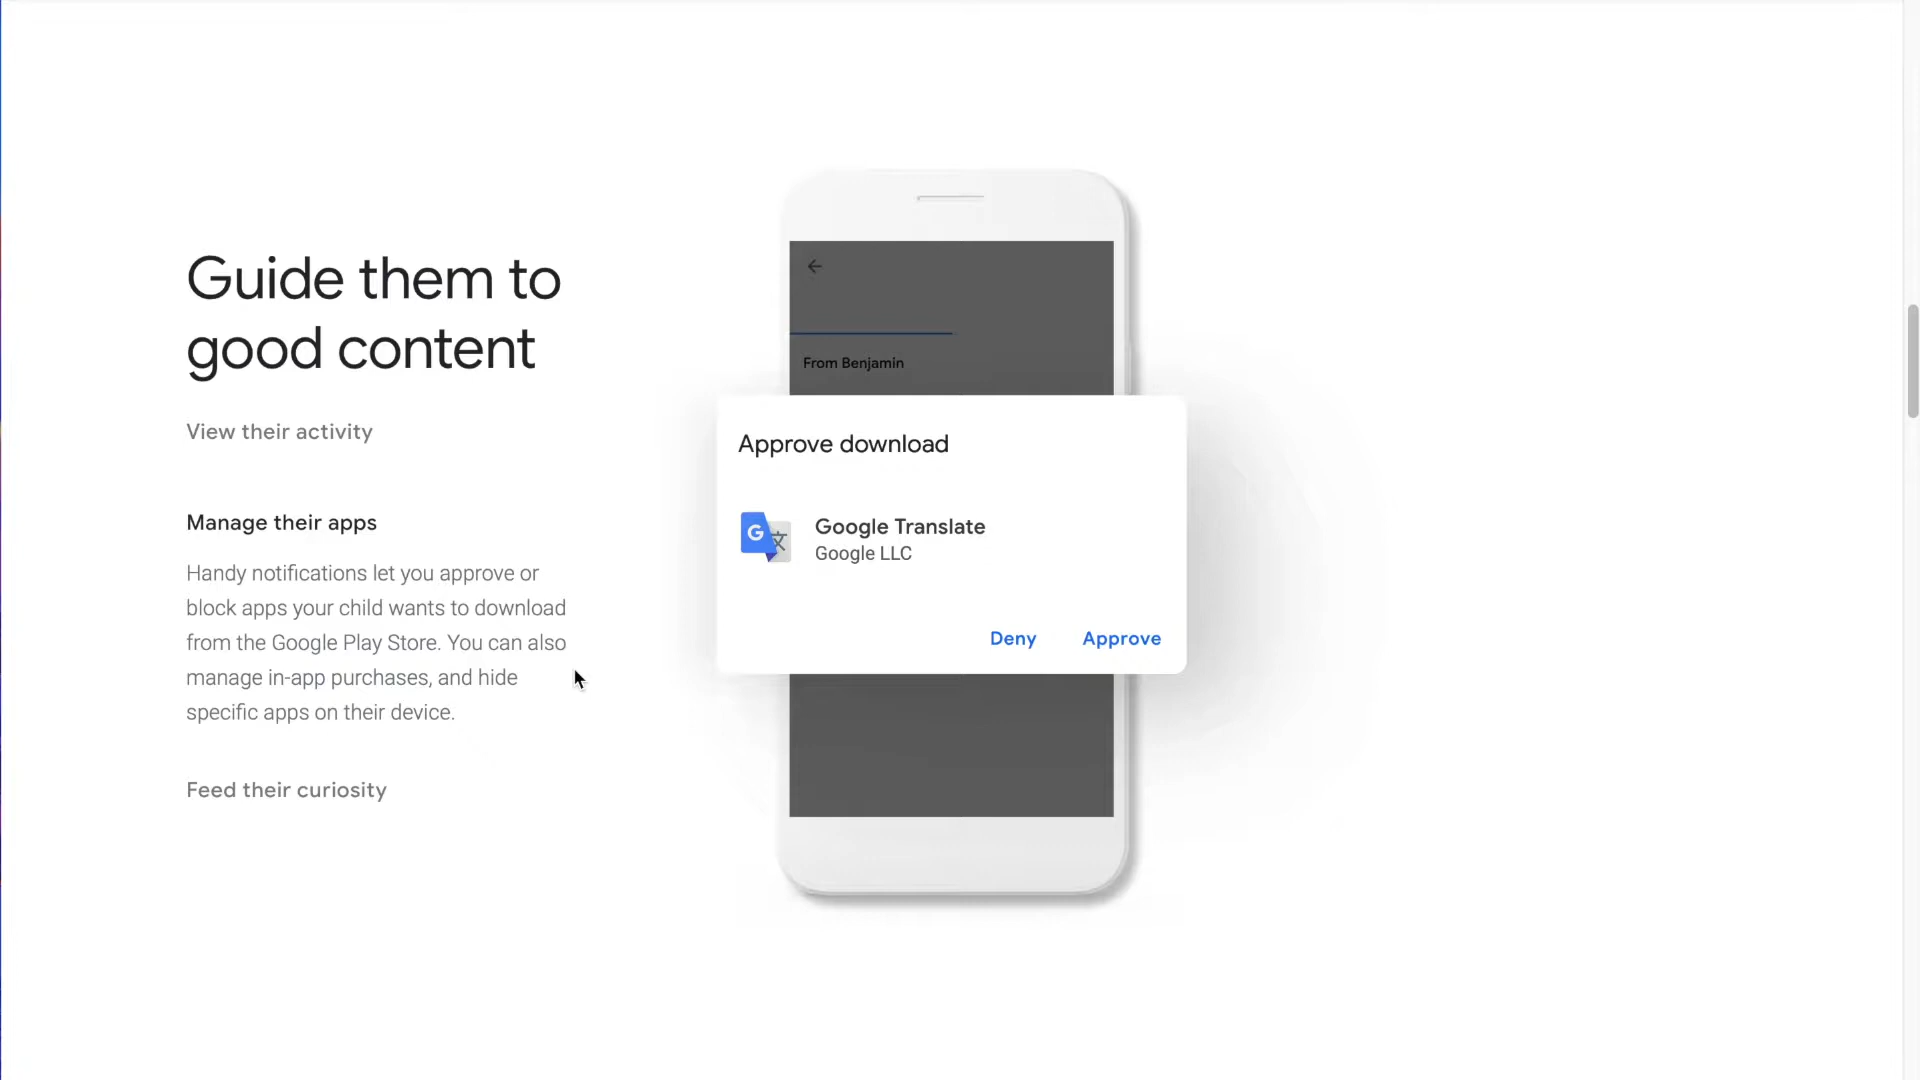 Guide them to
good content
View their activity
Manage their apps
Handy notifications let you approve or
block apps your child wants to download
from the Google Play Store. You can also
manage in-app purchases, and hide
specific apps on their device.
Feed their curiosity
From Benjamin
Approve download
G 文
Google Translate
Google LLC
Deny Approve